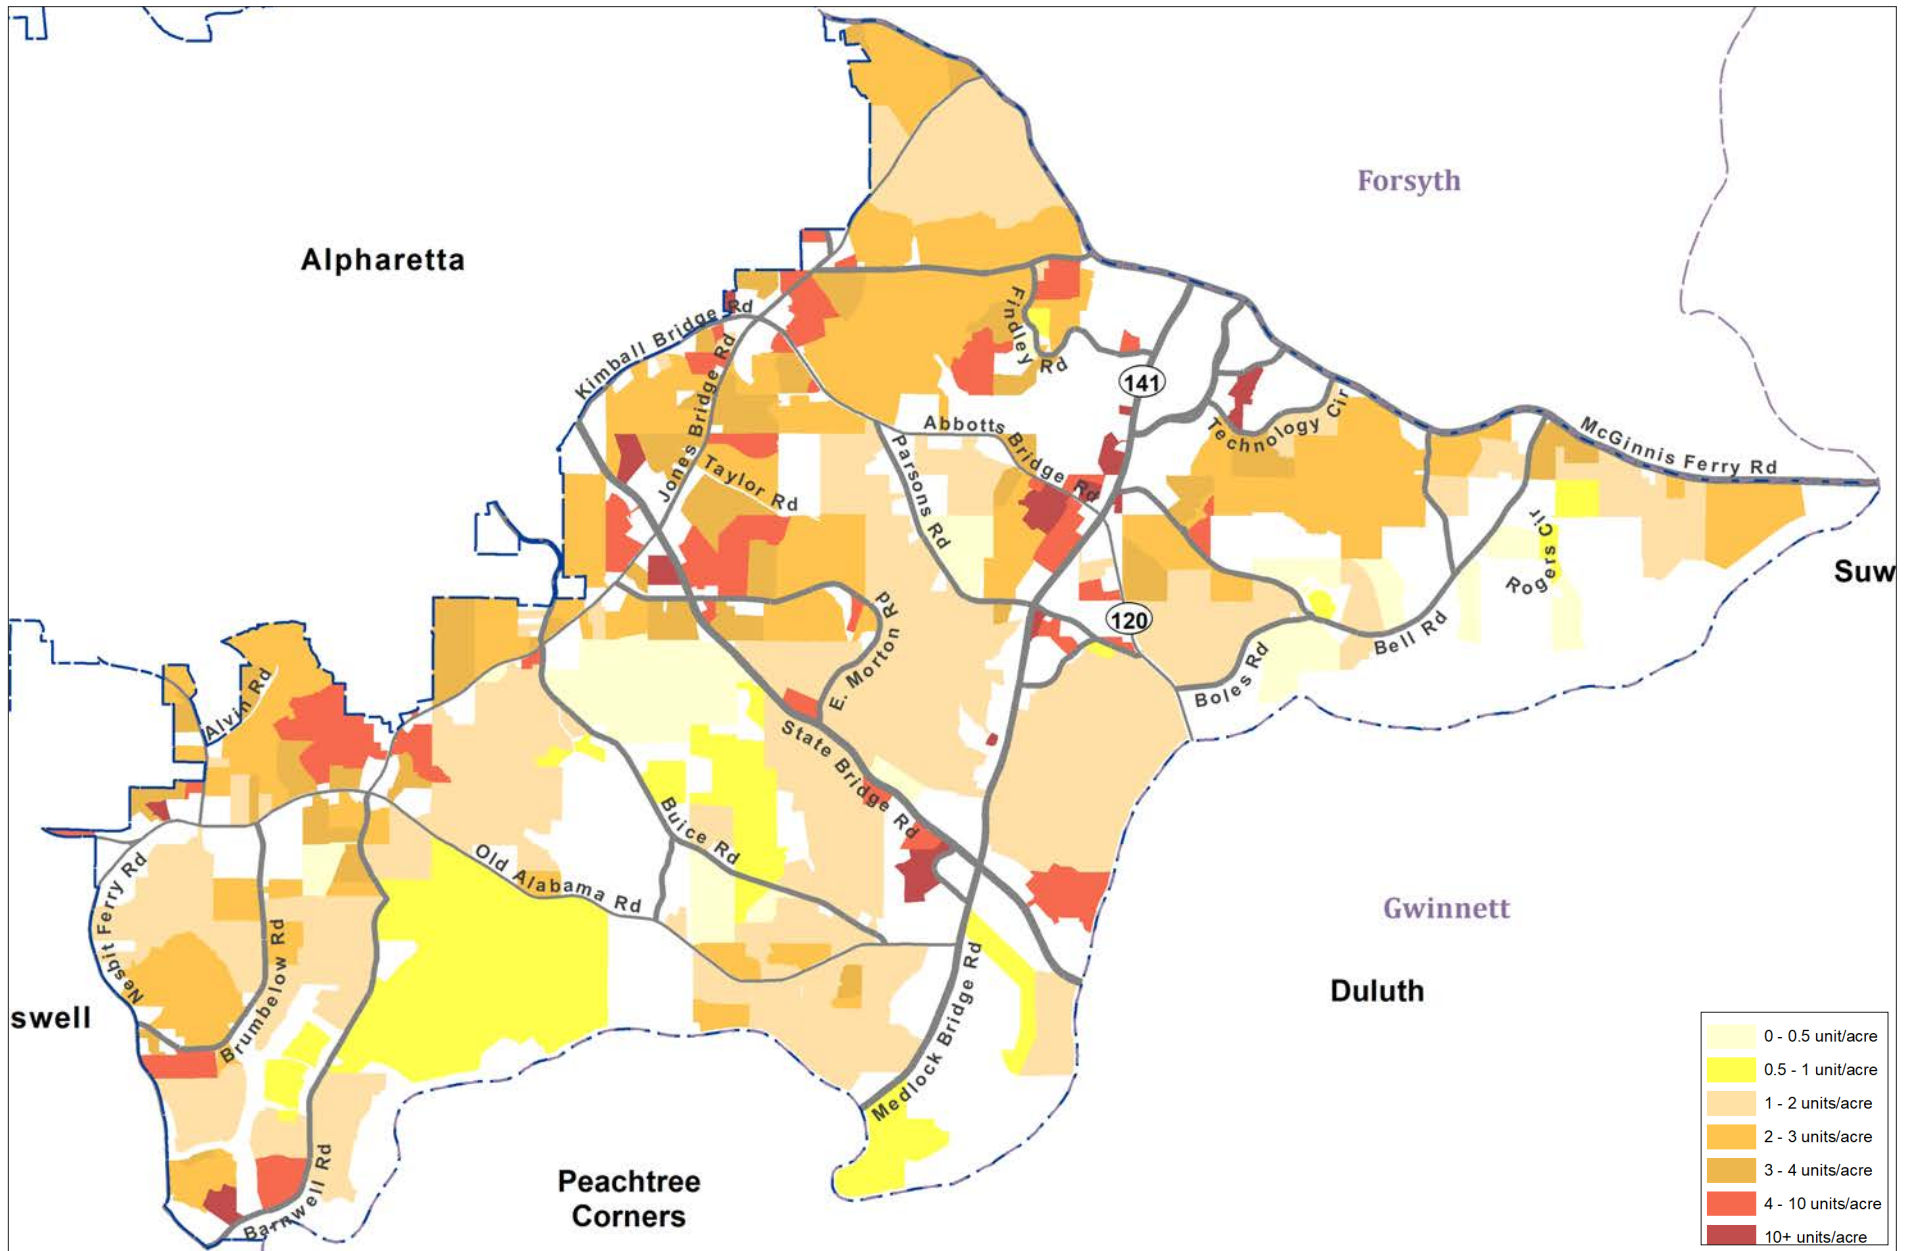 Forsyth
Alpharetta
Kimball Bridge Rd
Findley Rd
141
Jones Bridge Rd
Abbotts Bridge Rd
Technology Cir
McGinnis Ferry Rd
Taylor Rd
Parsons Rd
Rogers Cir
Suw
E. Morton Rd
120
Bell Rd
Boles Rd
Alvin Rd
State Bridge Rd
Buice Rd
Old Alabama Rd
Nesbit Ferry Rd
Brumbelow Rd
Gwinnett
Medlock Bridge Rd
Duluth
swell
Barnwell Rd
Peachtree
Corners
0 - 0.5 unit/acre
0.5 - 1 unit/acre
1 - 2 units/acre
2 - 3 units/acre
3 - 4 units/acre
4 - 10 units/acre
10+ units/acre